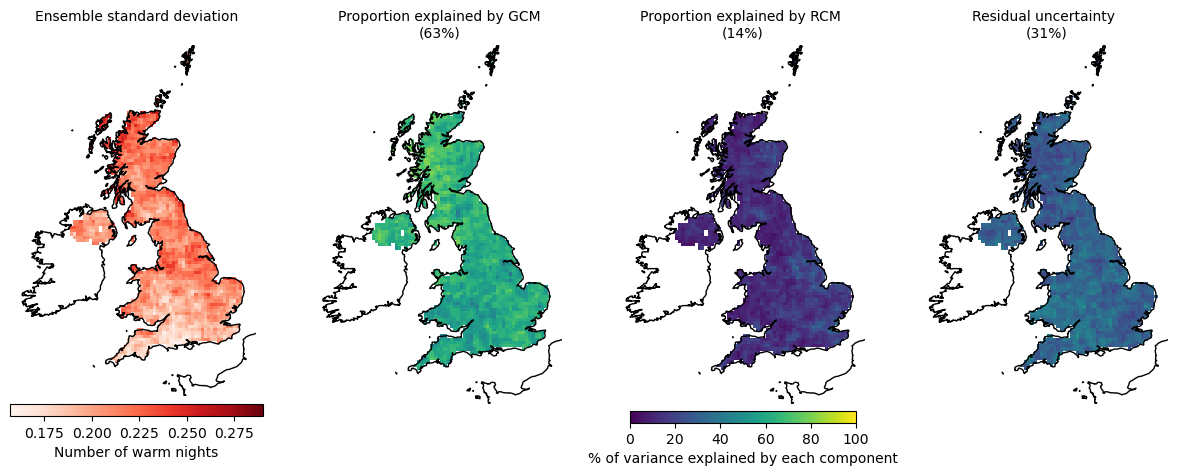 Ensemble standard deviation
Proportion explained by GCM
(63%)
Proportion explained by RCM
(14%)
Residual uncertainty
(31%)
0.175 0.200 0.225 0.250 0.275
Number of warm nights
0 20 40 60 80 100
% of variance explained by each component